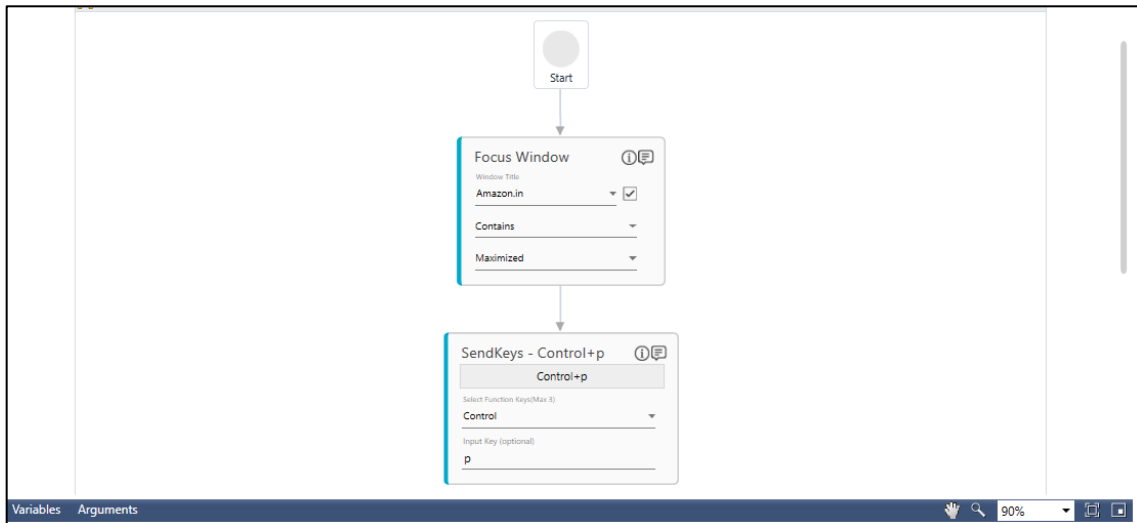 Start
Focus Window
Window Title
Amazon.in
Contains
Maximized
SendKeys - Control+p
Control+p
Select Function Keys(Max 3)
Control
Input Key (optional)
p
Variables Arguments 90%